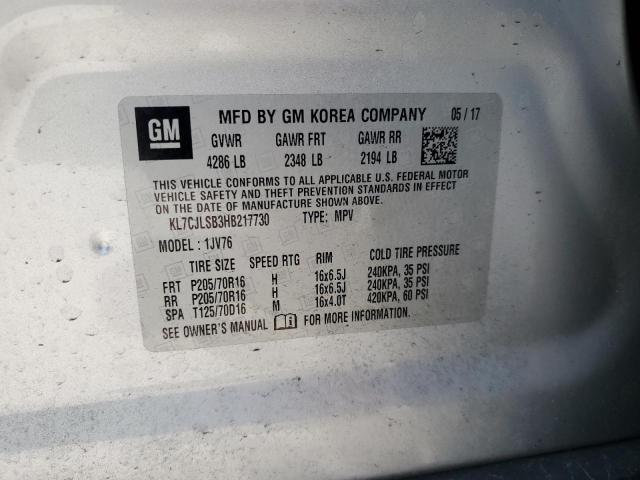 GM
MFD BY GM KOREA COMPANY 05 / 17
GVWR GAWR FRT GAWR RR
4286 LB 2348 LB 2194 LB
THIS VEHICLE CONFORMS TO ALL APPLICABLE U.S. FEDERAL MOTOR
VEHICLE SAFETY AND THEFT PREVENTION STANDARDS IN EFFECT
ON THE DATE OF MANUFACTURE SHOWN ABOVE.
KL7CJLSB3HB217730 TYPE: MPV
MODEL: 1JV76
TIRE SIZE SPEED RTG RIM COLD TIRE PRESSURE
FRT P205/70R16 H 16x6.5J 240KPA, 35 PSI
RR P205/70R16 H 16x6.5J 240KPA, 35 PSI
SPA T125/70D16 M 16x4.0T 420KPA, 60 PSI
SEE OWNER'S MANUAL FOR MORE INFORMATION.